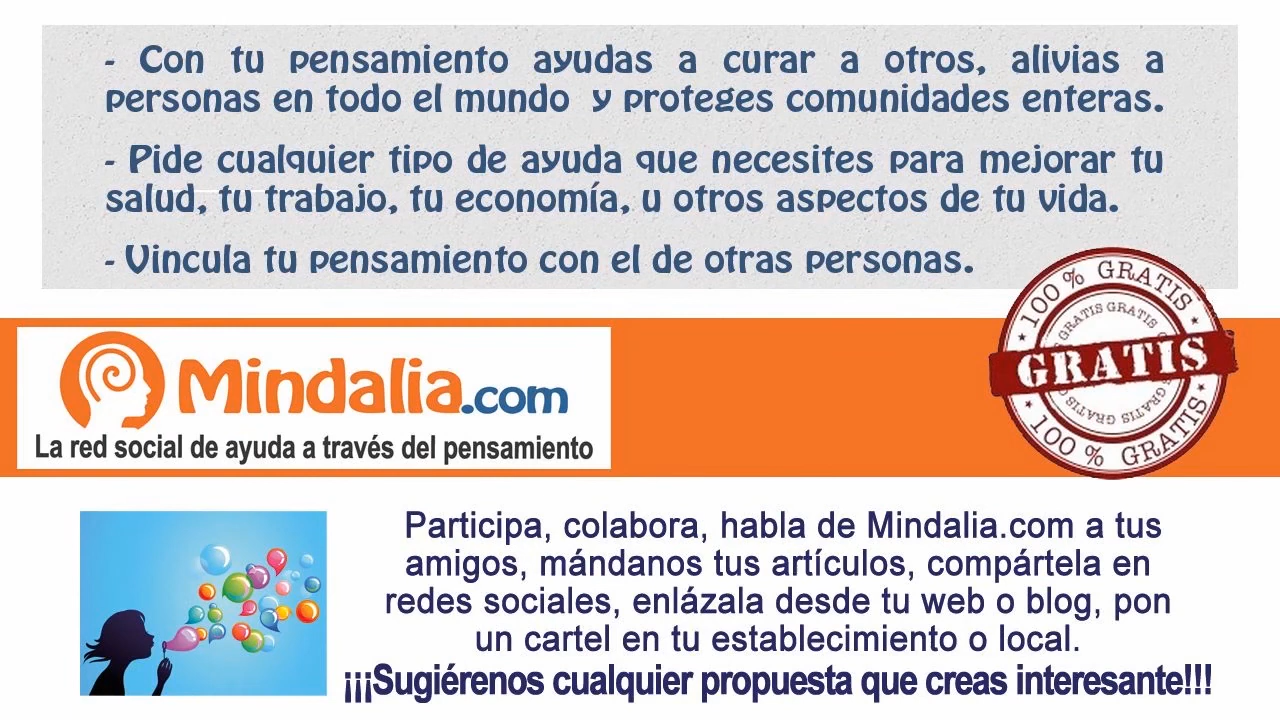 - Con tu pensamiento ayudas a curar a otros, alivias a
personas en todo el mundo y proteges comunidades enteras.
- Pide cualquier tipo de ayuda que necesites para mejorar tu
salud, tu trabajo, tu economía, u otros aspectos de tu vida.
- Vincula tu pensamiento con el de otras personas.
100 % GRATIS
GRATIS GRATIS
GRATIS
GRATIS GRATIS
100 % GRATIS
Mindalia.com
La red social de ayuda a través del pensamiento
Participa, colabora, habla de Mindalia.com a tus
amigos, mándanos tus artículos, compártela en
redes sociales, enlázala desde tu web o blog, pon
un cartel en tu establecimiento o local.
¡¡¡Sugiérenos cualquier propuesta que creas interesante!!!